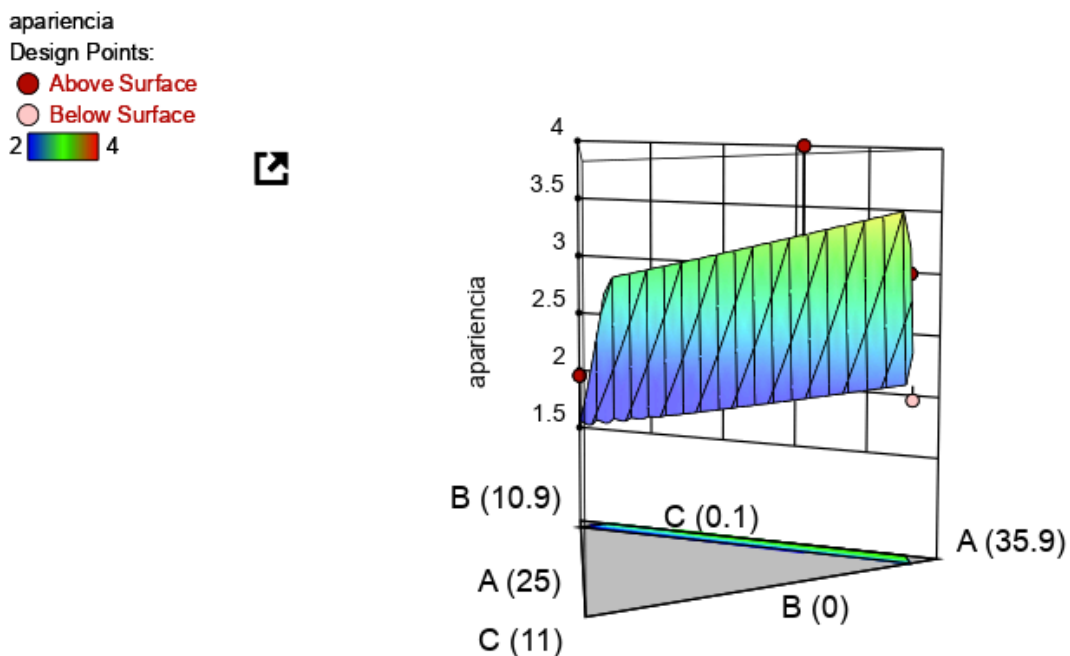 apariencia
Design Points:
Above Surface
Below Surface
2 4
4
3.5
3
2.5
2
1.5
apariencia
B (10.9)
C (0.1)
A (35.9)
A (25)
B (0)
C (11)